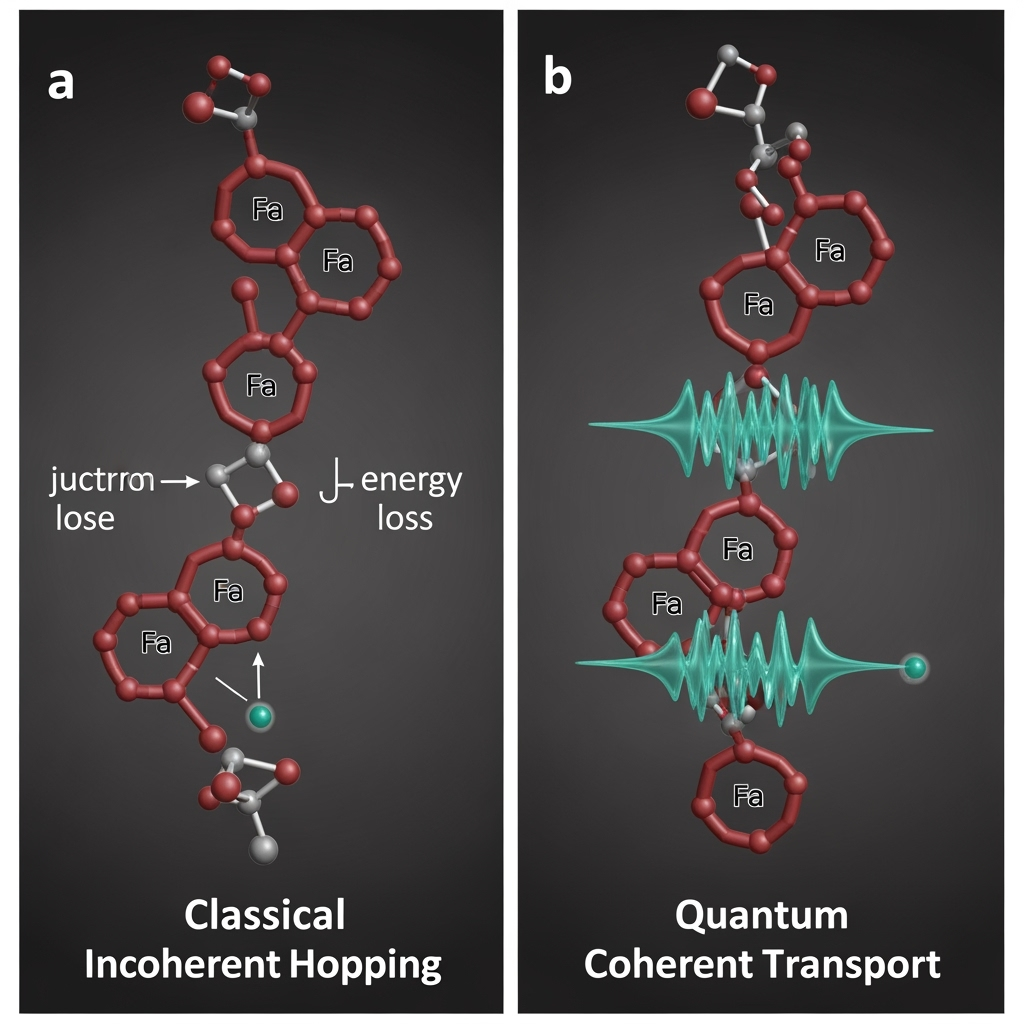 a
Fa
Fa
Fa
juctrron
lose
energy
loss
Fa
Fa
Classical
Incoherent Hopping
b
Fa
Fa
Fa
Fa
Fa
Quantum
Coherent Transport